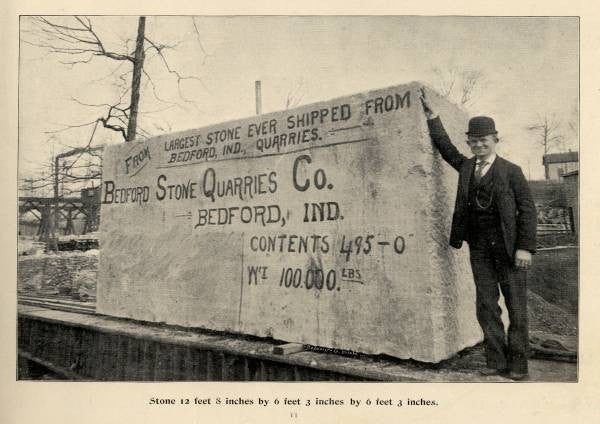 LARGEST STONE EVER SHIPPED FROM
FROM BEDFORD, IND., QUARRIES.
BEDFORD STONE QUARRIES CO.
BEDFORD, IND.
CONTENTS 495-0
WT 100.000. LBS
Stone 12 feet 8 inches by 6 feet 3 inches by 6 feet 3 inches.